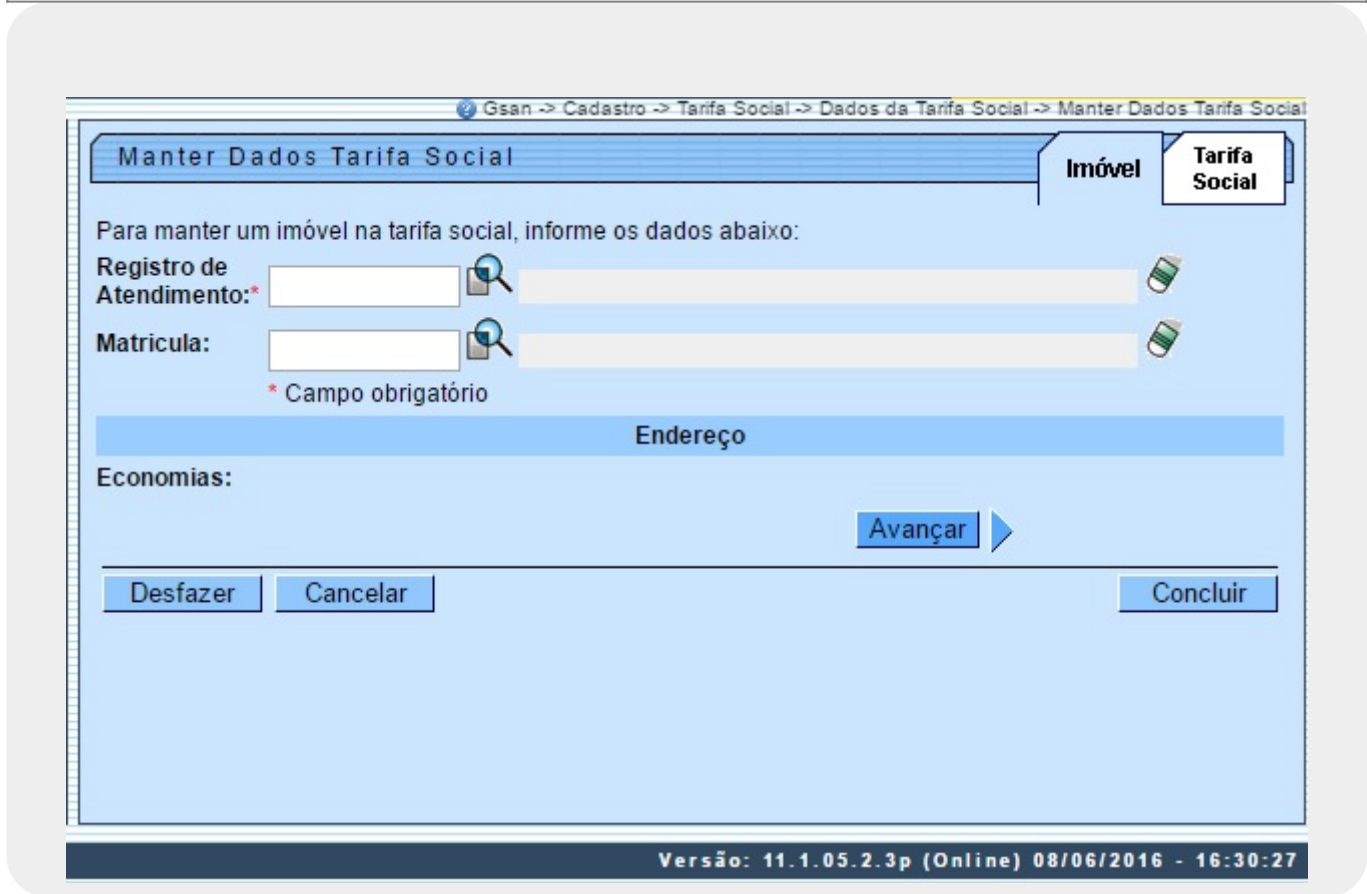 Gsan -> Cadastro -> Tarifa Social -> Dados da Tarifa Social -> Manter Dados Tarifa Social
Manter Dados Tarifa Social
Imóvel
Tarifa
Social
Para manter um imóvel na tarifa social, informe os dados abaixo:
Registro de
Atendimento:*
Matricula:
* Campo obrigatório
Endereço
Economias:
Avançar
Desfazer
Cancelar
Concluir
Versão: 11.1.05.2.3p (Online) 08/06/2016 - 16:30:27